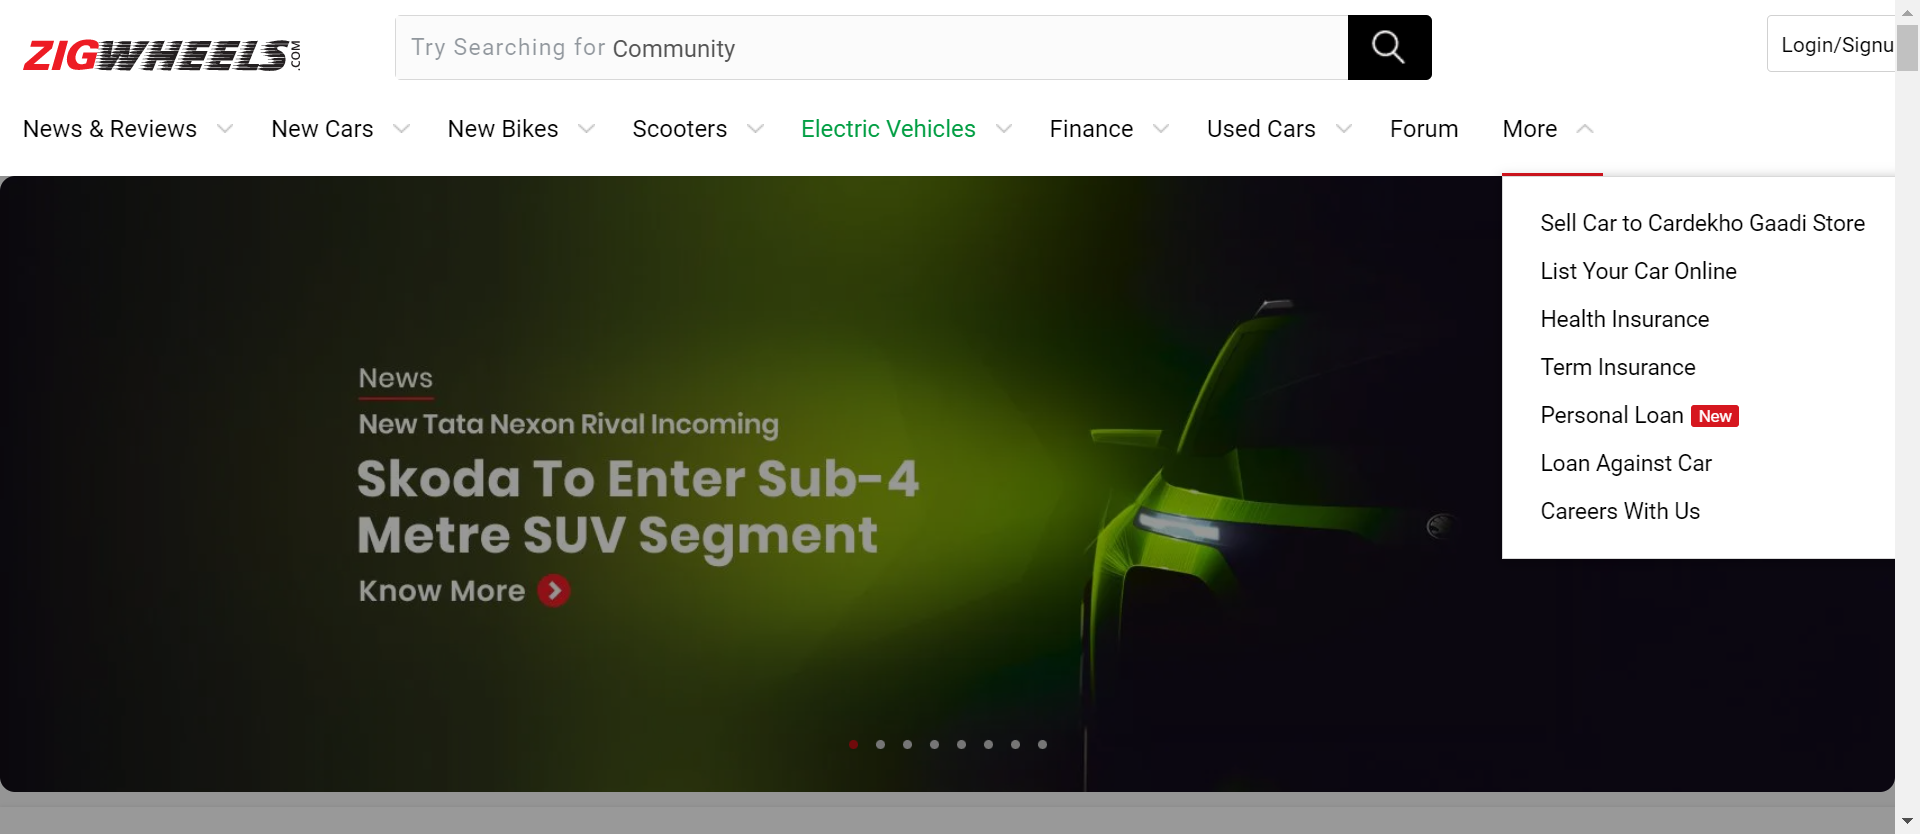 ZIGWHEELS.COM
Try Searching for Community
Login/Signu
News & Reviews
New Cars
New Bikes
Scooters
Electric Vehicles
Finance
Used Cars
Forum
More
Sell Car to Cardekho Gaadi Store
List Your Car Online
Health Insurance
Term Insurance
Personal Loan New
Loan Against Car
Careers With Us
News
New Tata Nexon Rival Incoming
Skoda To Enter Sub-4
Metre SUV Segment
Know More